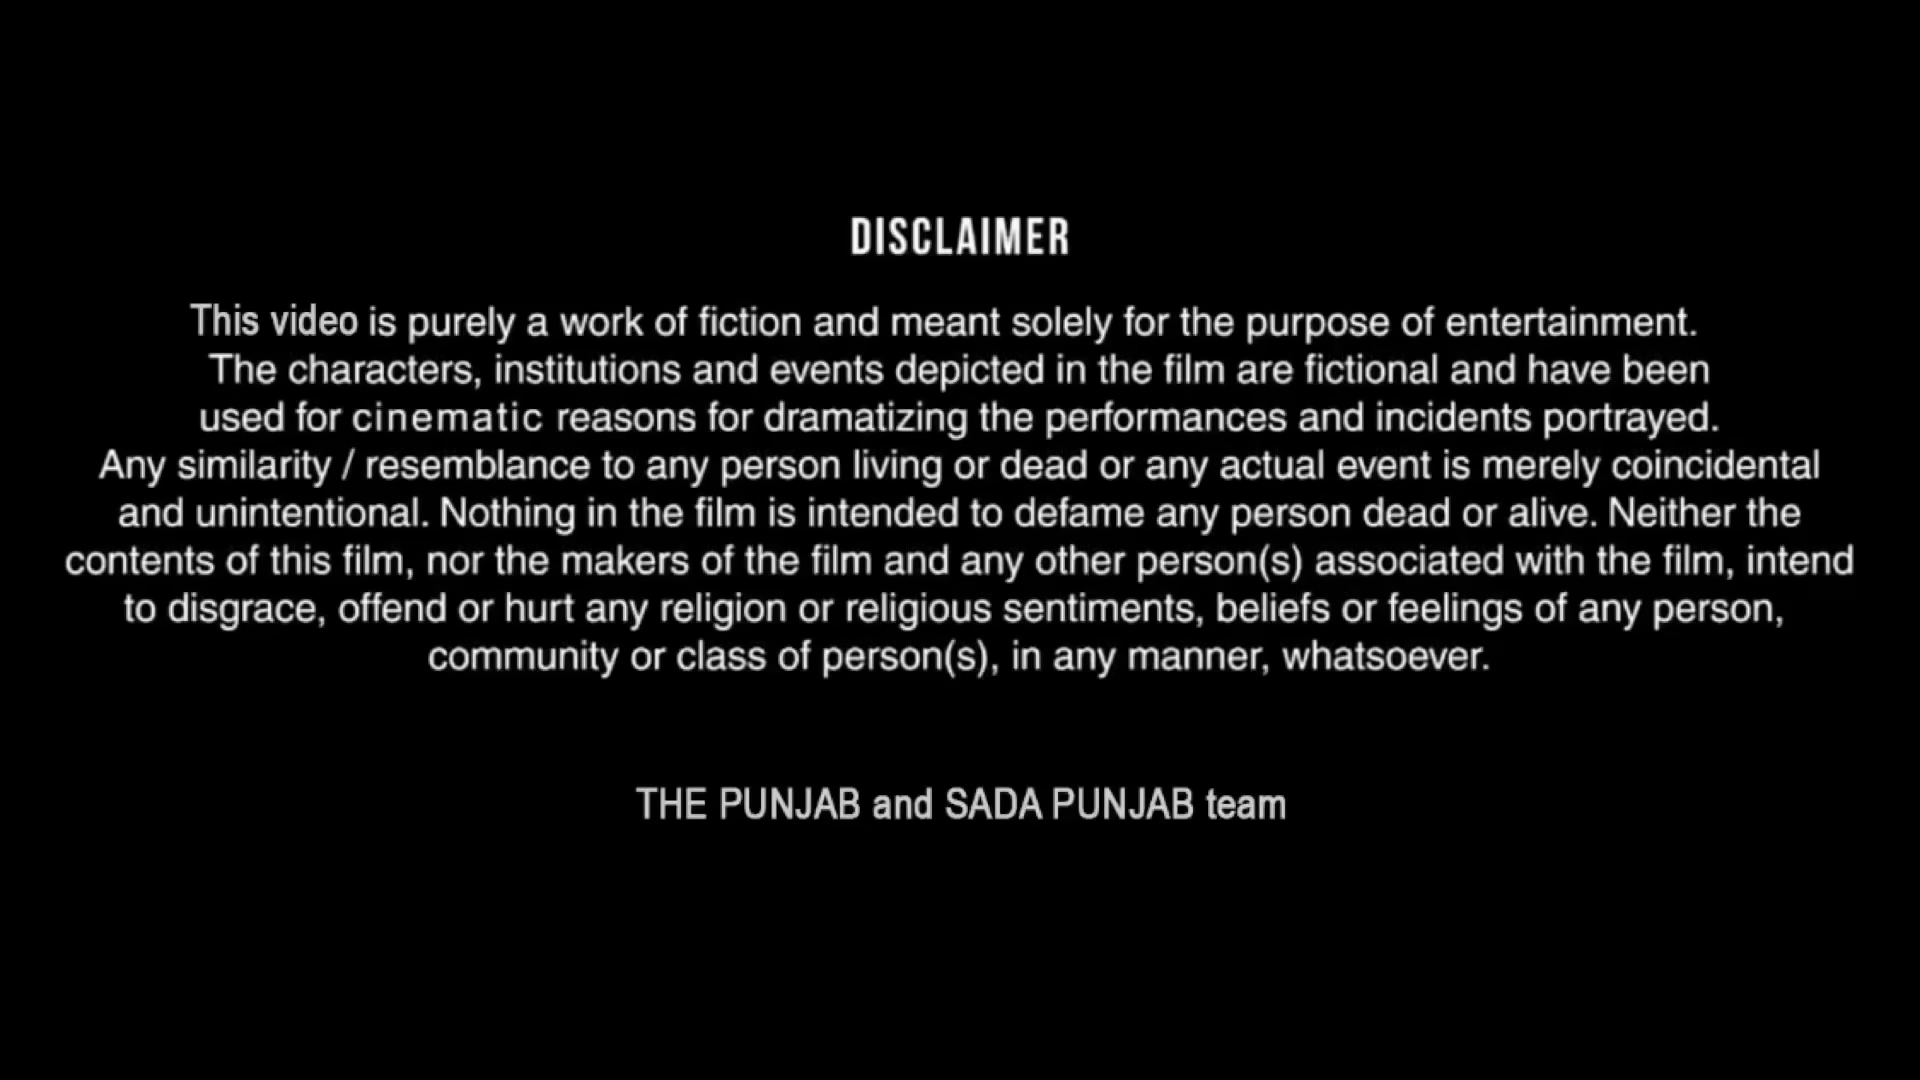 DISCLAIMER
This video is purely a work of fiction and meant solely for the purpose of entertainment.
The characters, institutions and events depicted in the film are fictional and have been
used for cinematic reasons for dramatizing the performances and incidents portrayed.
Any similarity / resemblance to any person living or dead or any actual event is merely coincidental
and unintentional. Nothing in the film is intended to defame any person dead or alive. Neither the
contents of this film, nor the makers of the film and any other person(s) associated with the film, intend
to disgrace, offend or hurt any religion or religious sentiments, beliefs or feelings of any person,
community or class of person(s), in any manner, whatsoever.
THE PUNJAB and SADA PUNJAB team